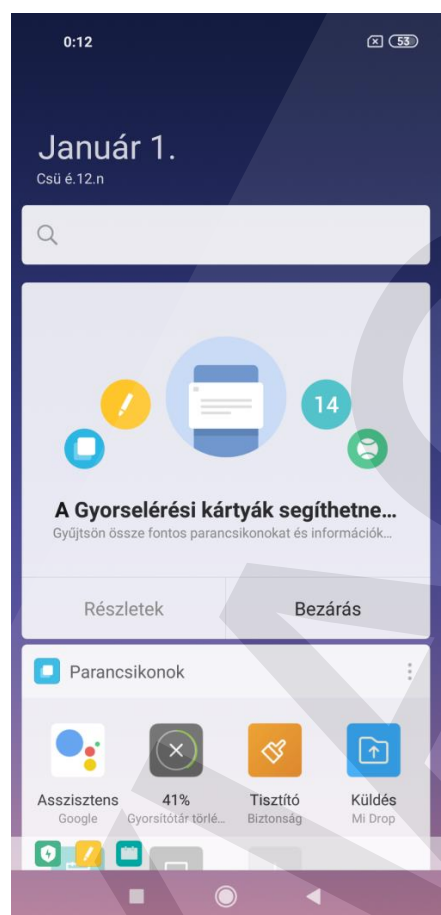 0:12
53
Január 1.
Csü é.12.n
14
A Gyorselérési kártyák segíthetne...
Gyűjtsön össze fontos parancsikonokat és információk...
Részletek
Bezárás
Parancsikonok
Asszisztens
Google
41%
Gyorsítótár törlé...
Tisztító
Biztonság
Küldés
Mi Drop